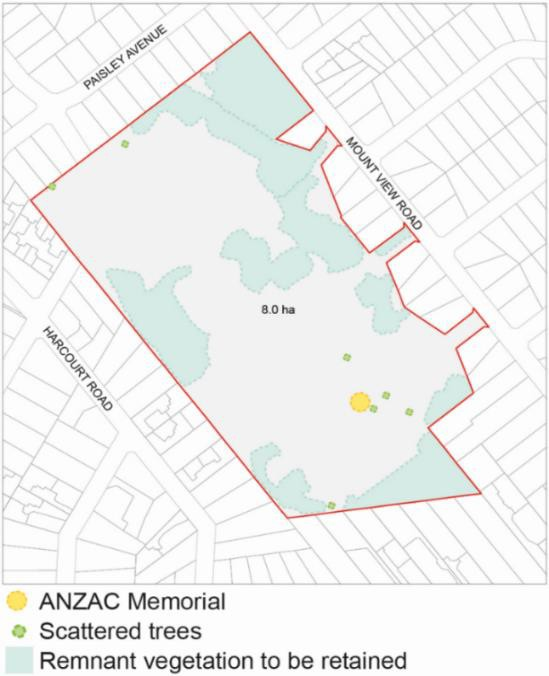 PAISLEY AVENUE
MOUNT VIEW ROAD
8.0 ha
HARCOURT ROAD
ANZAC Memorial
Scattered trees
Remnant vegetation to be retained